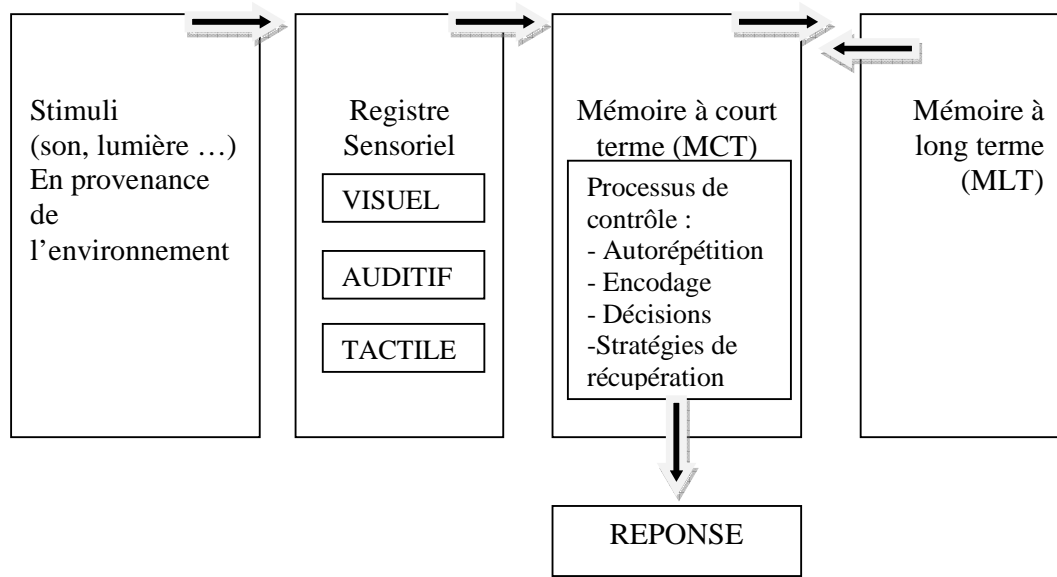 Stimuli
(son, lumière …)
En provenance
de
l’environnement
Registre
Sensoriel
VISUEL
AUDITIF
TACTILE
Mémoire à court
terme (MCT)
Processus de
contrôle :
- Autorépétition
- Encodage
- Décisions
-Stratégies de
récupération
Mémoire à
long terme
(MLT)
REPONSE